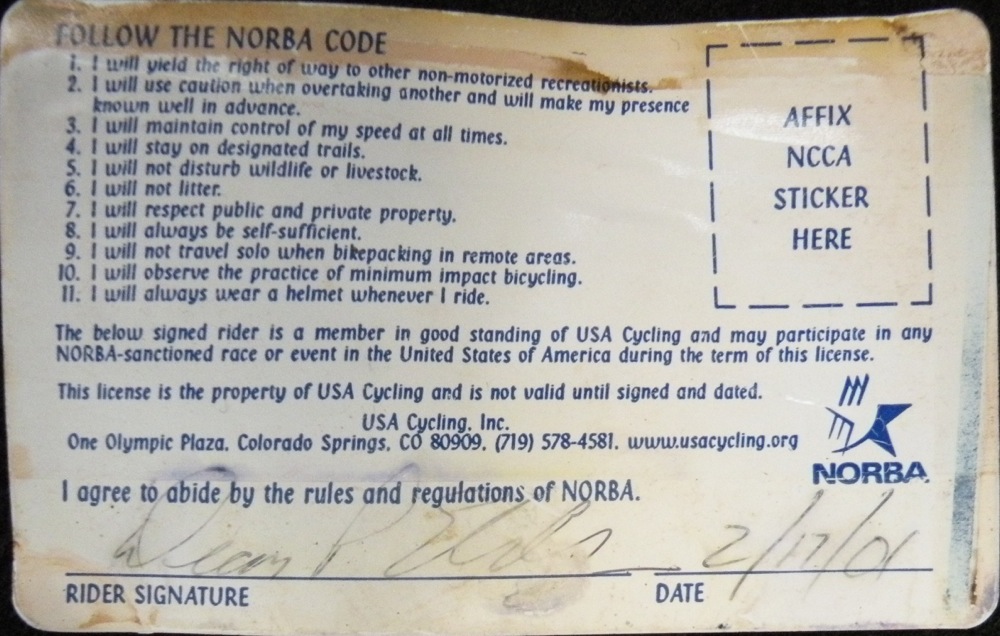 FOLLOW THE NORBA CODE
1. I will yield the right of way to other non-motorized recreationists.
2. I will use caution when overtaking another and will make my presence
known well in advance.
3. I will maintain control of my speed at all times.
4. I will stay on designated trails.
5. I will not disturb wildlife or livestock.
6. I will not litter.
7. I will respect public and private property.
8. I will always be self-sufficient.
9. I will not travel solo when bikepacking in remote areas.
10. I will observe the practice of minimum impact bicycling.
11. I will always wear a helmet whenever I ride.
AFFIX
NCCA
STICKER
HERE
The below signed rider is a member in good standing of USA Cycling and may participate in any
NORBA-sanctioned race or event in the United States of America during the term of this license.
This license is the property of USA Cycling and is not valid until signed and dated.
USA Cycling, Inc.
One Olympic Plaza, Colorado Springs, CO 80909, (719) 578-4581, www.usacycling.org
NORBA
I agree to abide by the rules and regulations of NORBA.
Dean P 2/17/01
RIDER SIGNATURE DATE